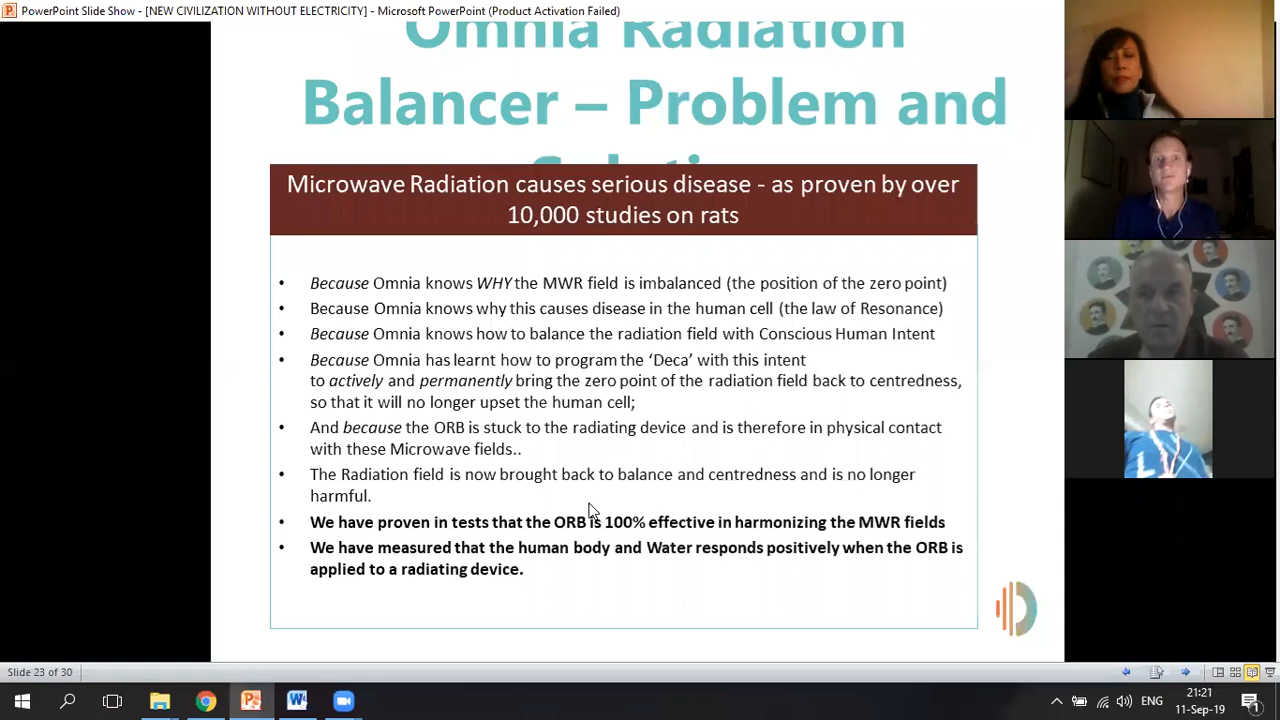 PowerPoint Slide Show - [NEW CIVILIZATION WITHOUT ELECTRICITY] - Microsoft PowerPoint (Product Activation Failed)
Omnia Radiation
Balancer – Problem and
Microwave Radiation causes serious disease - as proven by over
10,000 studies on rats
• Because Omnia knows WHY the MWR field is imbalanced (the position of the zero point)
• Because Omnia knows why this causes disease in the human cell (the law of Resonance)
• Because Omnia knows how to balance the radiation field with Conscious Human Intent
• Because Omnia has learnt how to program the ‘Deca’ with this intent
to actively and permanently bring the zero point of the radiation field back to centredness,
so that it will no longer upset the human cell;
• And because the ORB is stuck to the radiating device and is therefore in physical contact
with these Microwave fields..
• The Radiation field is now brought back to balance and centredness and is no longer
harmful.
• We have proven in tests that the ORB is 100% effective in harmonizing the MWR fields
• We have measured that the human body and Water responds positively when the ORB is
applied to a radiating device.
Slide 23 of 30
ENG
21:21
11-Sep-19